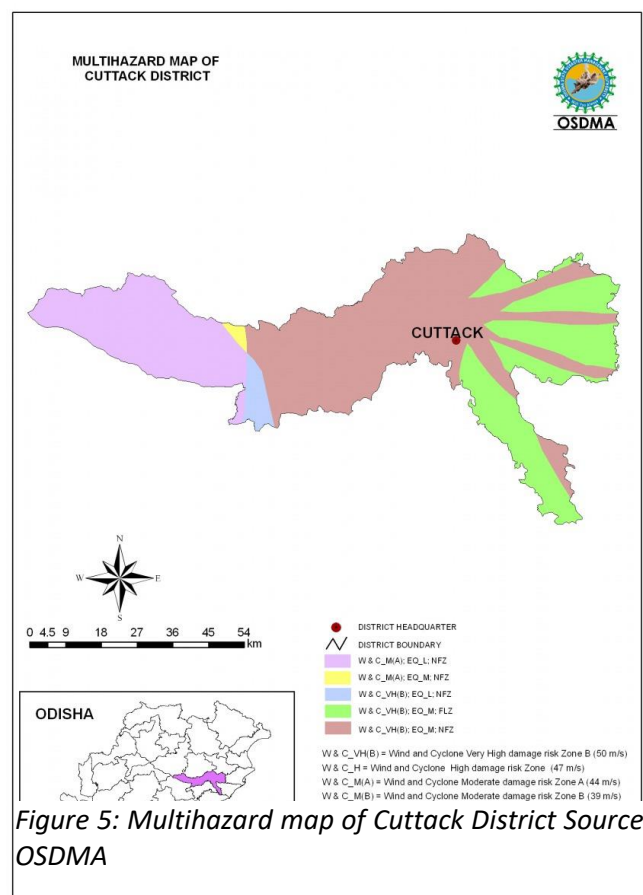 MULTIHAZARD MAP OF
CUTTACK DISTRICT
OSDMA
CUTTACK
N
W E
S
0 4.5 9 18 27 36 45 54
km
DISTRICT HEADQUARTER
DISTRICT BOUNDARY
W & C_M(A); EQ_L; NFZ
W & C_M(A); EQ_M; NFZ
W & C_VH(B); EQ_L; NFZ
W & C_VH(B); EQ_M; FLZ
W & C_VH(B); EQ_M; NFZ
ODISHA
W & C_VH(B) = Wind and Cyclone Very High damage risk Zone B (50 m/s)
W & C_H = Wind and Cyclone High damage risk Zone (47 m/s)
W & C_M(A) = Wind and Cyclone Moderate damage risk Zone A (44 m/s)
W & C_M(B) = Wind and Cyclone Moderate damage risk Zone B (39 m/s)
Figure 5: Multihazard map of Cuttack District Source
OSDMA